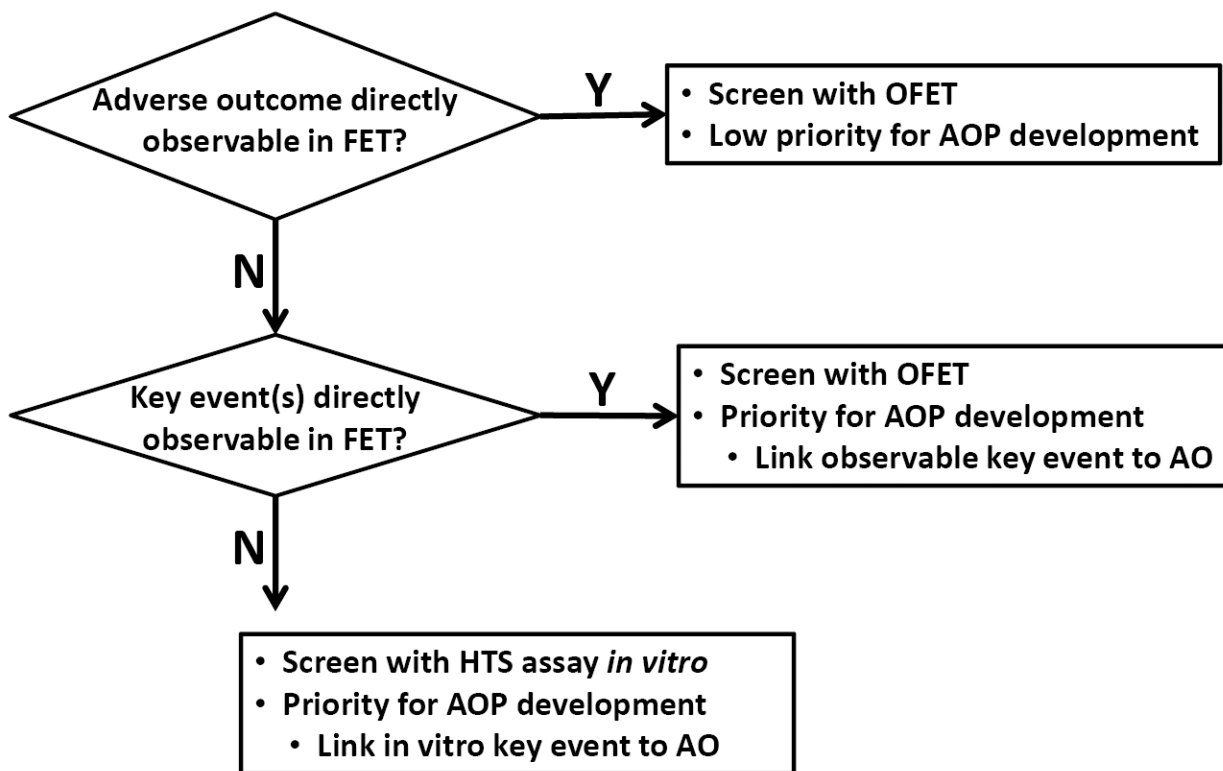 Adverse outcome directly
observable in FET?
Y
• Screen with OFET
• Low priority for AOP development
N
Key event(s) directly
observable in FET?
Y
• Screen with OFET
• Priority for AOP development
• Link observable key event to AO
N
• Screen with HTS assay in vitro
• Priority for AOP development
• Link in vitro key event to AO